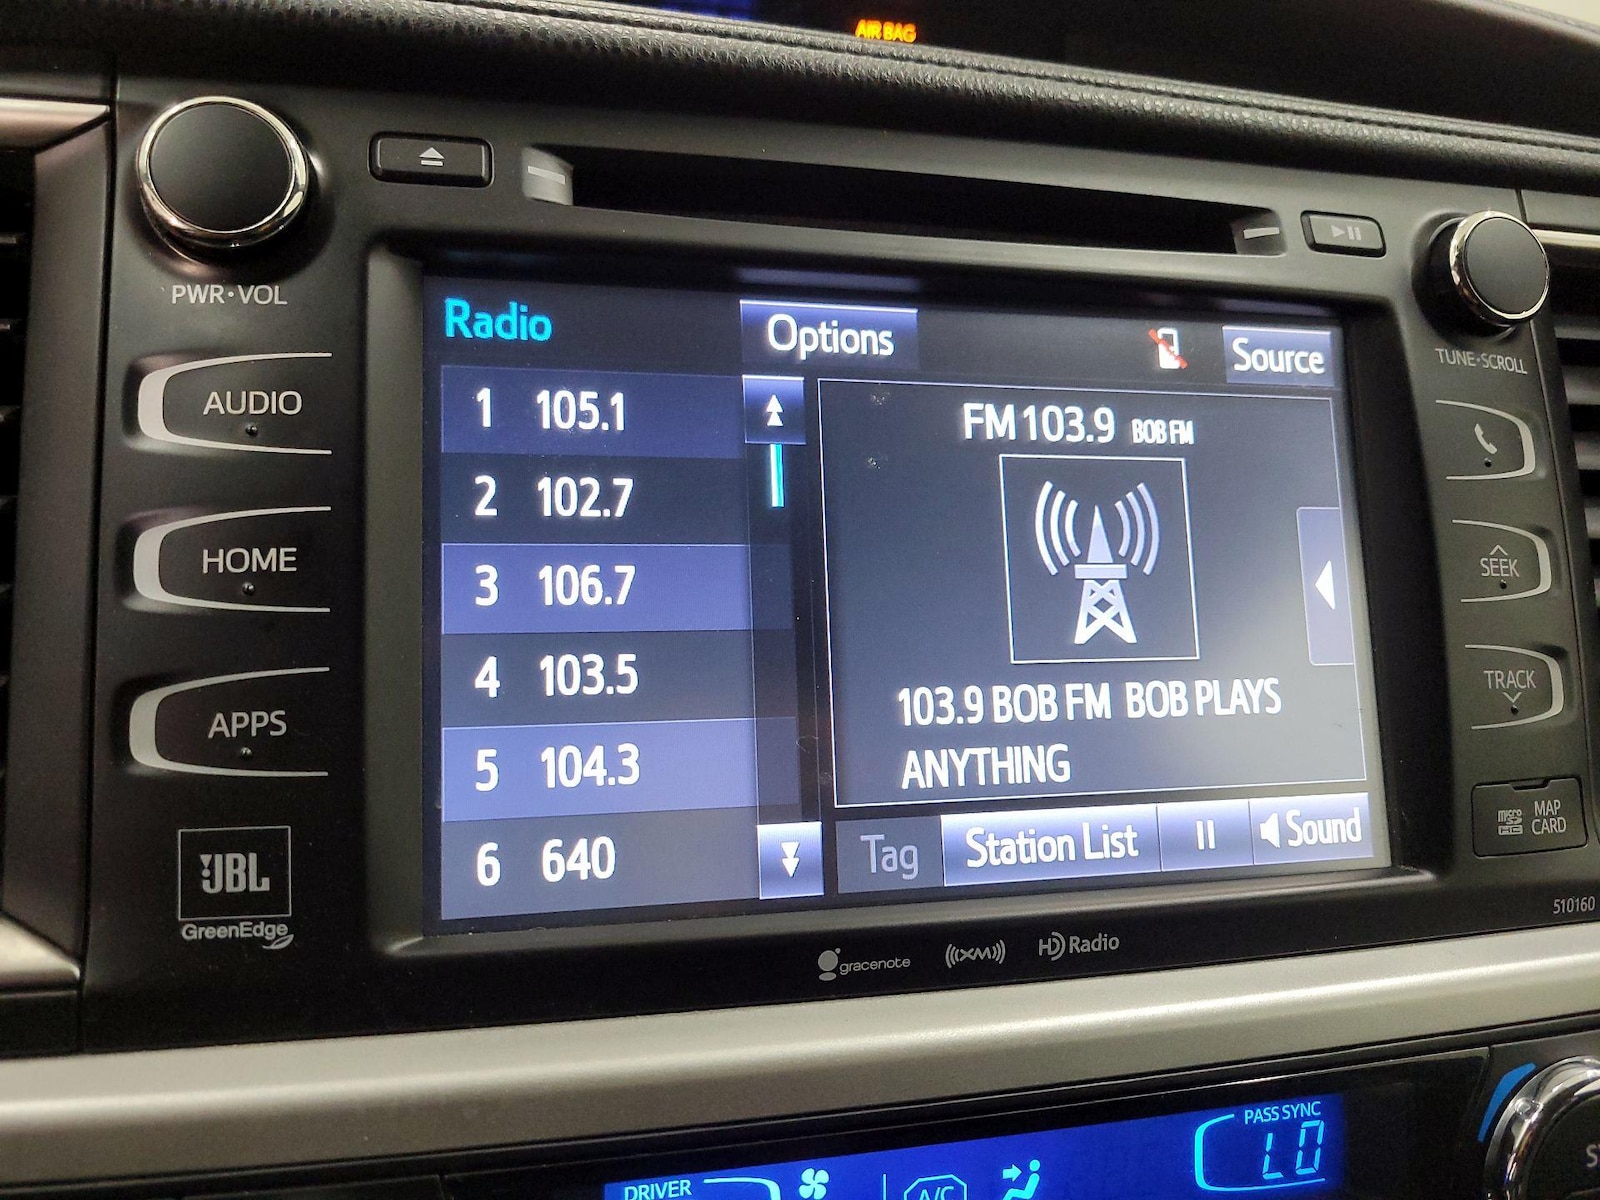 AIR BAG
PWR•VOL
AUDIO
HOME
APPS
JBL
GreenEdge
Radio
Options
Source
1 105.1
2 102.7
3 106.7
4 103.5
5 104.3
6 640
FM 103.9 BOB FM
103.9 BOB FM BOB PLAYS
ANYTHING
Tag
Station List
Sound
TUNE•SCROLL
SEEK
TRACK
micro
HC
MAP
CARD
510160
gracenote
((XM))
HD Radio
PASS SYNC
LO
DRIVER
A/C